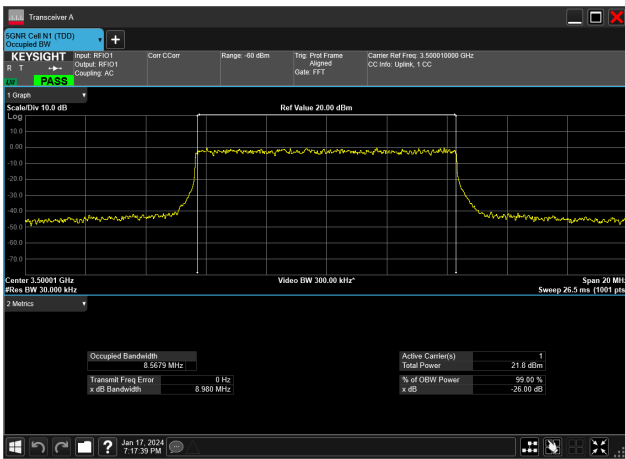 Transceiver A
5GNR Cell N1 (TDD)
Occupied BW
KEYSIGHT
R T
PASS
Input: RFIO1
Output: RFIO1
Coupling: AC
Corr CCorr
Range: -60 dBm
Trig: Prot Frame
Aligned
Gate: FFT
Carrier Ref Freq: 3.500010000 GHz
CC Info: Uplink, 1 CC
1 Graph
Scale/Div 10.0 dB
Ref Value 20.00 dBm
Log
10.0
0.00
-10.0
-20.0
-30.0
-40.0
-50.0
-60.0
-70.0
Center 3.50001 GHz
Video BW 300.00 kHz*
Span 20 MHz
#Res BW 30.000 kHz
Sweep 26.5 ms (1001 pts
2 Metrics
Occupied Bandwidth
8.5679 MHz
Transmit Freq Error 0 Hz
x dB Bandwidth 8.980 MHz
Active Carrier(s) 1
Total Power 21.8 dBm
% of OBW Power 99.00 %
x dB -26.00 dB
?
Jan 17, 2024
7:17:39 PM